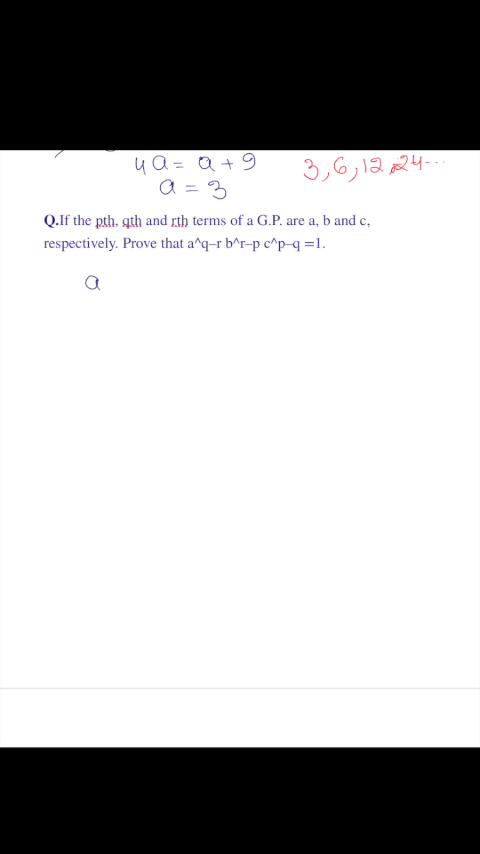 4a = a + 9
3, 6, 12, 24 ...
a = 3
Q.If the pth, qth and rth terms of a G.P. are a, b and c,
respectively. Prove that a^q–r b^r–p c^p–q =1.
a